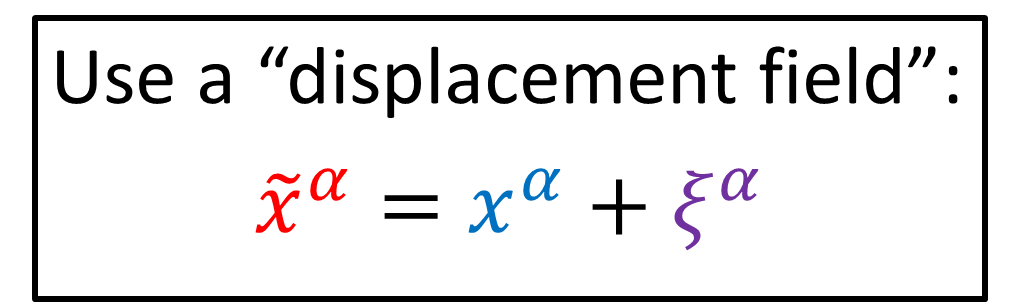 Use a “displacement field”:
x̃^α = x^α + ξ^α